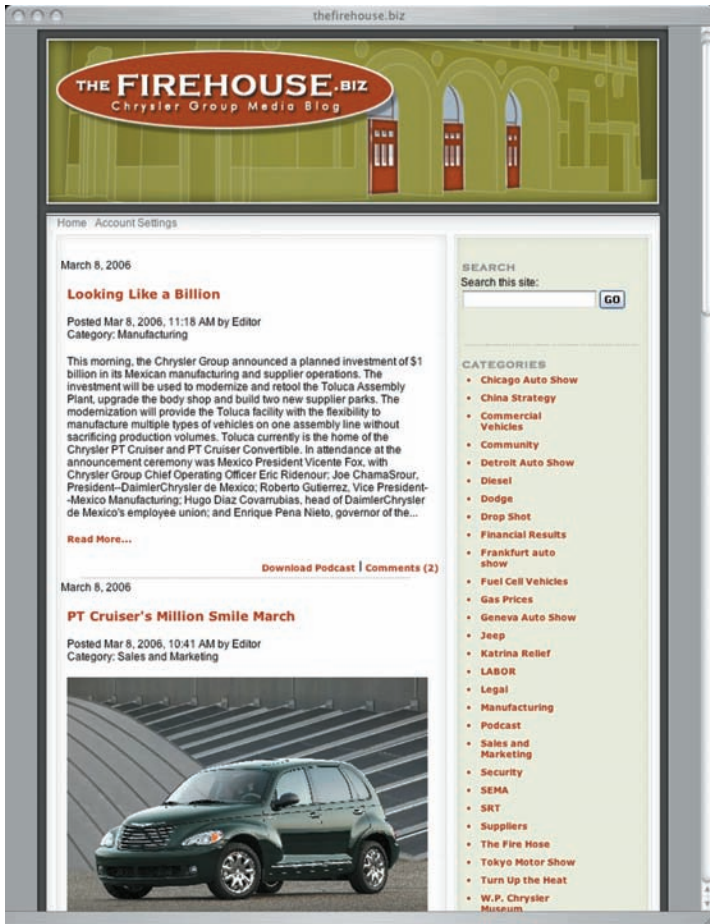 thefirehouse.biz
THE FIREHOUSE.BIZ
Chrysler Group Media Blog
Home Account Settings
March 8, 2006
Looking Like a Billion
Posted Mar 8, 2006, 11:18 AM by Editor
Category: Manufacturing
This morning, the Chrysler Group announced a planned investment of $1
billion in its Mexican manufacturing and supplier operations. The
investment will be used to modernize and retool the Toluca Assembly
Plant, upgrade the body shop and build two new supplier parks. The
modernization will provide the Toluca facility with the flexibility to
manufacture multiple types of vehicles on one assembly line without
sacrificing production volumes. Toluca currently is the home of the
Chrysler PT Cruiser and PT Cruiser Convertible. In attendance at the
announcement ceremony was Mexico President Vicente Fox, with
Chrysler Group Chief Operating Officer Eric Ridenour; Joe ChamaSrour,
President--DaimlerChrysler de Mexico; Roberto Gutierrez, Vice President-
-Mexico Manufacturing; Hugo Diaz Covarrubias, head of DaimlerChrysler
de Mexico's employee union; and Enrique Pena Nieto, governor of the...
Read More...
Download Podcast | Comments (2)
March 8, 2006
PT Cruiser's Million Smile March
Posted Mar 8, 2006, 10:41 AM by Editor
Category: Sales and Marketing
SEARCH
Search this site:
GO
CATEGORIES
• Chicago Auto Show
• China Strategy
• Commercial
Vehicles
• Community
• Detroit Auto Show
• Diesel
• Dodge
• Drop Shot
• Financial Results
• Frankfurt auto
show
• Fuel Cell Vehicles
• Gas Prices
• Geneva Auto Show
• Jeep
• Katrina Relief
• LABOR
• Legal
• Manufacturing
• Podcast
• Sales and
Marketing
• Security
• SEMA
• SRT
• Suppliers
• The Fire Hose
• Tokyo Motor Show
• Turn Up the Heat
• W.P. Chrysler
Museum